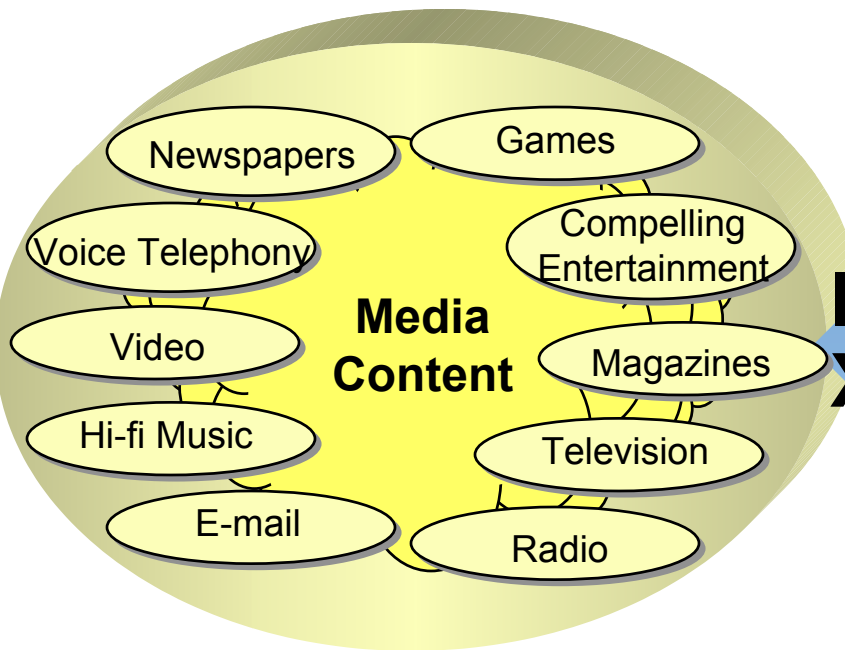 Newspapers
Games
Voice Telephony
Compelling
Entertainment
Video
Media
Content
Magazines
Hi-fi Music
Television
E-mail
Radio